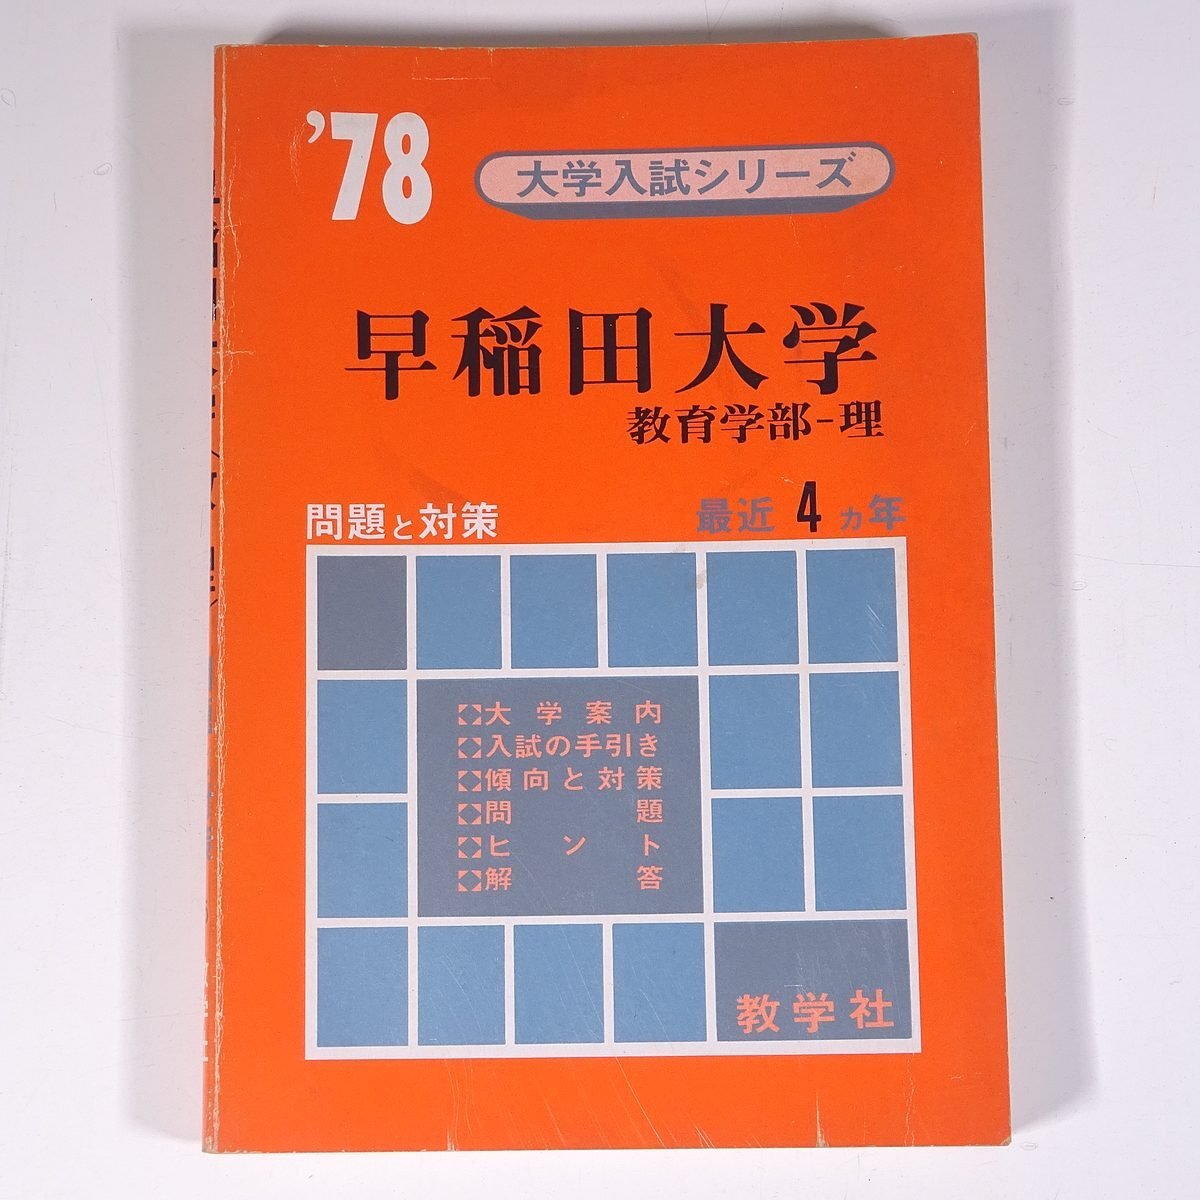 '78
大学入試シリーズ
早稲田大学
教育学部-理
問題と対策
最近4カ年
大学案内
入試の手引き
傾向と対策
問題
ヒント
解答
教学社